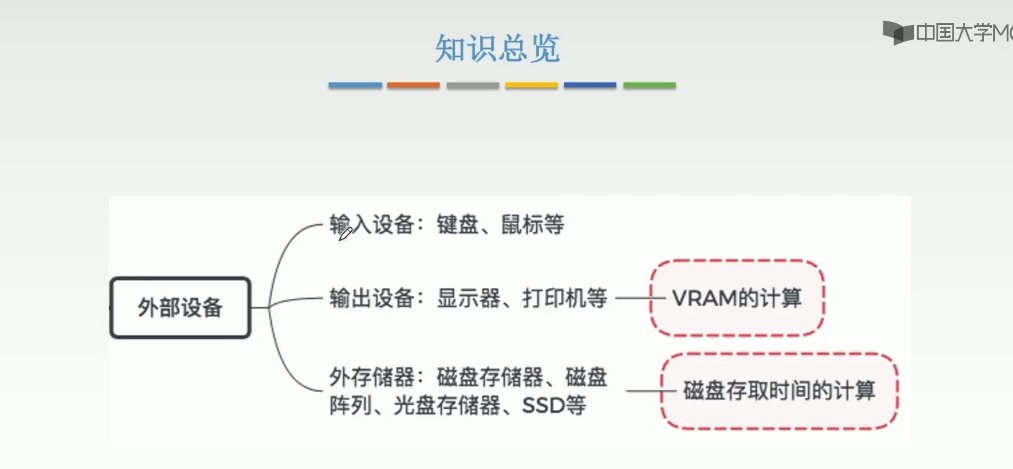 中国大学MO
知识总览
输入设备：键盘、鼠标等
外部设备
输出设备：显示器、打印机等
VRAM的计算
外存储器：磁盘存储器、磁盘
阵列、光盘存储器、SSD等
磁盘存取时间的计算